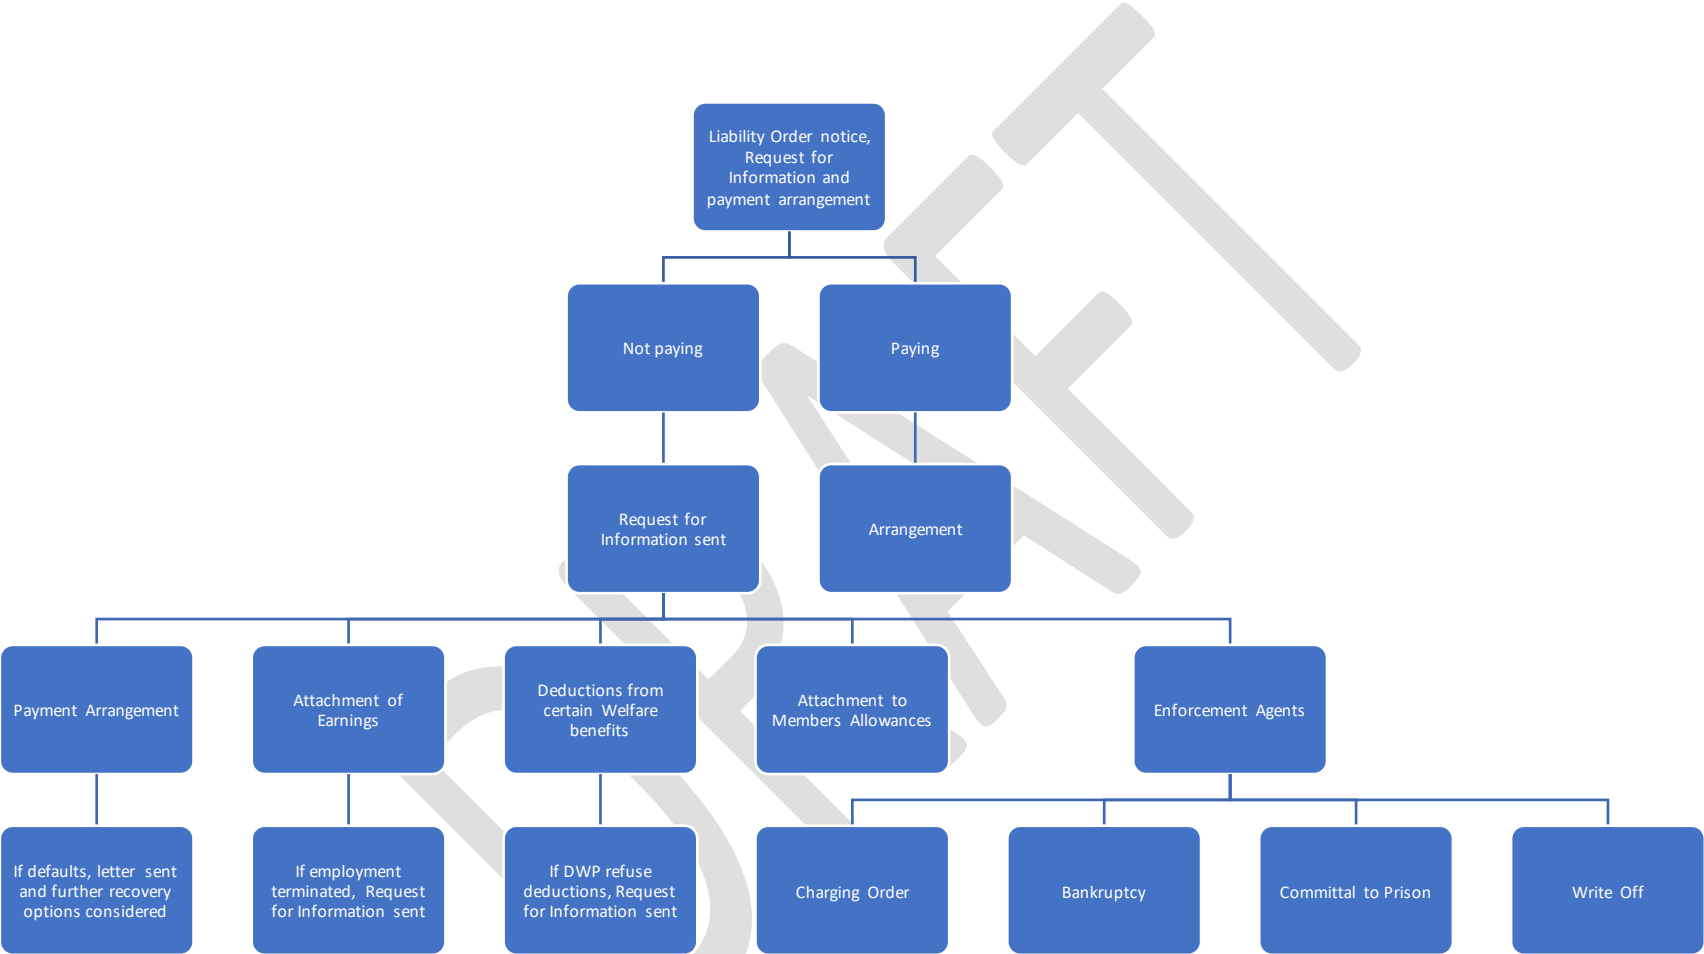 Liability Order notice,
Request for
Information and
payment arrangement
Not paying
Paying
Request for
Information sent
Arrangement
Payment Arrangement
Attachment of
Earnings
Deductions from
certain Welfare
benefits
Attachment to
Members Allowances
Enforcement Agents
If defaults, letter sent
and further recovery
options considered
If employment
terminated, Request
for Information sent
If DWP refuse
deductions, Request
for Information sent
Charging Order
Bankruptcy
Committal to Prison
Write Off
DRAFT